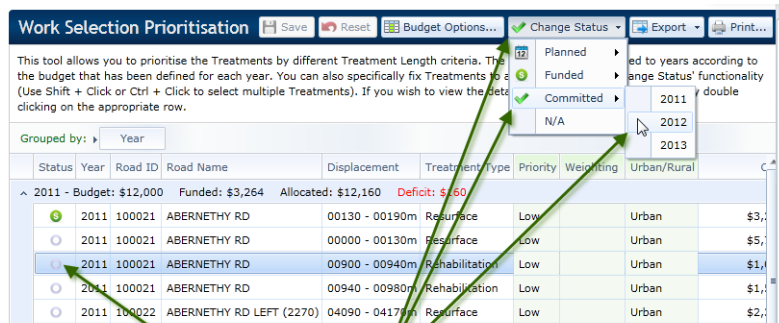 Work Selection Prioritisation Save Reset Budget Options... Change Status Export Print...
This tool allows you to prioritise the Treatments by different Treatment Length criteria. The ed to years according to
the budget that has been defined for each year. You can also specifically fix Treatments to a ange Status' functionality
(Use Shift + Click or Ctrl + Click to select multiple Treatments). If you wish to view the deta y double
clicking on the appropriate row.
12 Planned
S Funded
Committed
N/A
2011
2012
2013
Grouped by: Year
Status Year Road ID Road Name Displacement Treatment Type Priority Weighting Urban/Rural
2011 - Budget: $12,000 Funded: $3,264 Allocated: $12,160 Deficit: $160
S 2011 100021 ABERNETHY RD 00130 - 00190m Resurface Low Urban $3,
2011 100021 ABERNETHY RD 00000 - 00130m Resurface Low Urban $5,
2011 100021 ABERNETHY RD 00900 - 00940m Rehabilitation Low Urban
2011 100021 ABERNETHY RD 00940 - 00980m Rehabilitation Low Urban $1,
2011 100022 ABERNETHY RD LEFT (2270) 04090 - 04170m Resurface Low Urban $2,